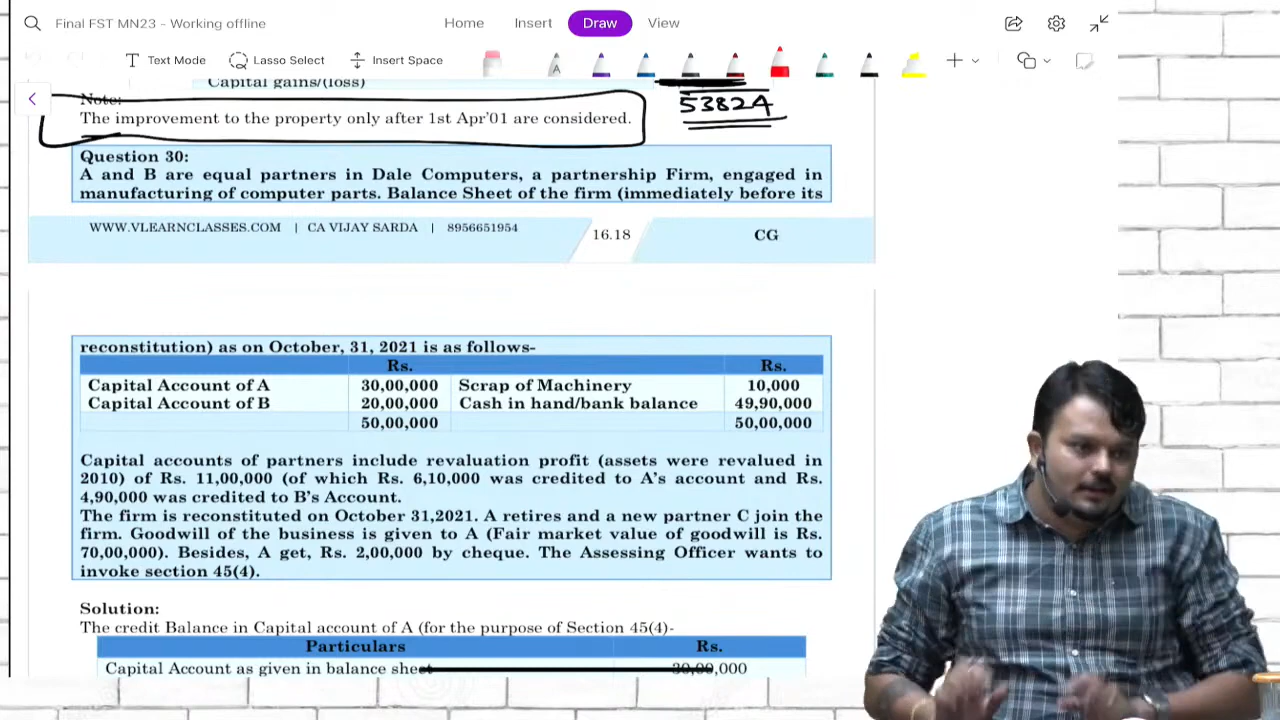 Final FST MN23 - Working offline
Home Insert Draw View
Text Mode Lasso Select Insert Space
A
Capital gains/(loss)
53824
Note:
The improvement to the property only after 1st Apr'01 are considered.
Question 30:
A and B are equal partners in Dale Computers, a partnership Firm, engaged in
manufacturing of computer parts. Balance Sheet of the firm (immediately before its
WWW.VLEARNCLASSES.COM | CA VIJAY SARDA | 8956651954
16.18
CG
reconstitution) as on October, 31, 2021 is as follows-
Rs. Rs.
Capital Account of A 30,00,000 Scrap of Machinery 10,000
Capital Account of B 20,00,000 Cash in hand/bank balance 49,90,000
50,00,000 50,00,000
Capital accounts of partners include revaluation profit (assets were revalued in
2010) of Rs. 11,00,000 (of which Rs. 6,10,000 was credited to A's account and Rs.
4,90,000 was credited to B's Account.
The firm is reconstituted on October 31,2021. A retires and a new partner C join the
firm. Goodwill of the business is given to A (Fair market value of goodwill is Rs.
70,00,000). Besides, A get, Rs. 2,00,000 by cheque. The Assessing Officer wants to
invoke section 45(4).
Solution:
The credit Balance in Capital account of A (for the purpose of Section 45(4)-
Particulars Rs.
Capital Account as given in balance sheet 30,00,000